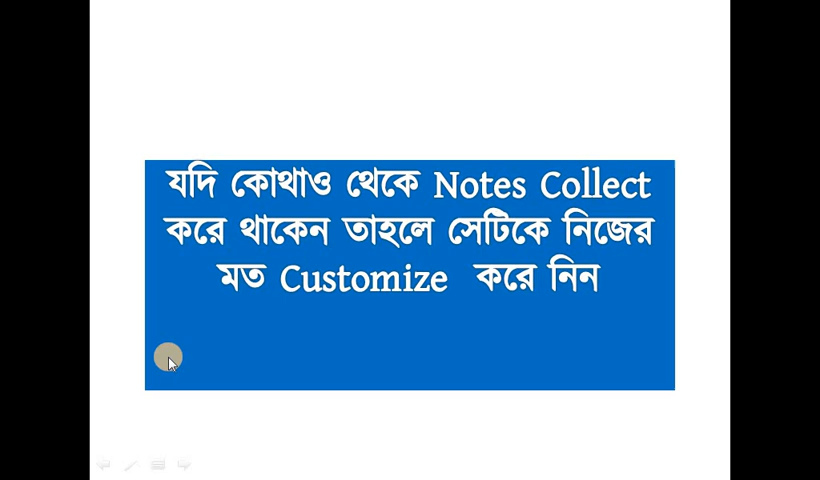 যদি কোথাও থেকে Notes Collect
করে থাকেন তাহলে সেটিকে নিজের
মত Customize করে নিন